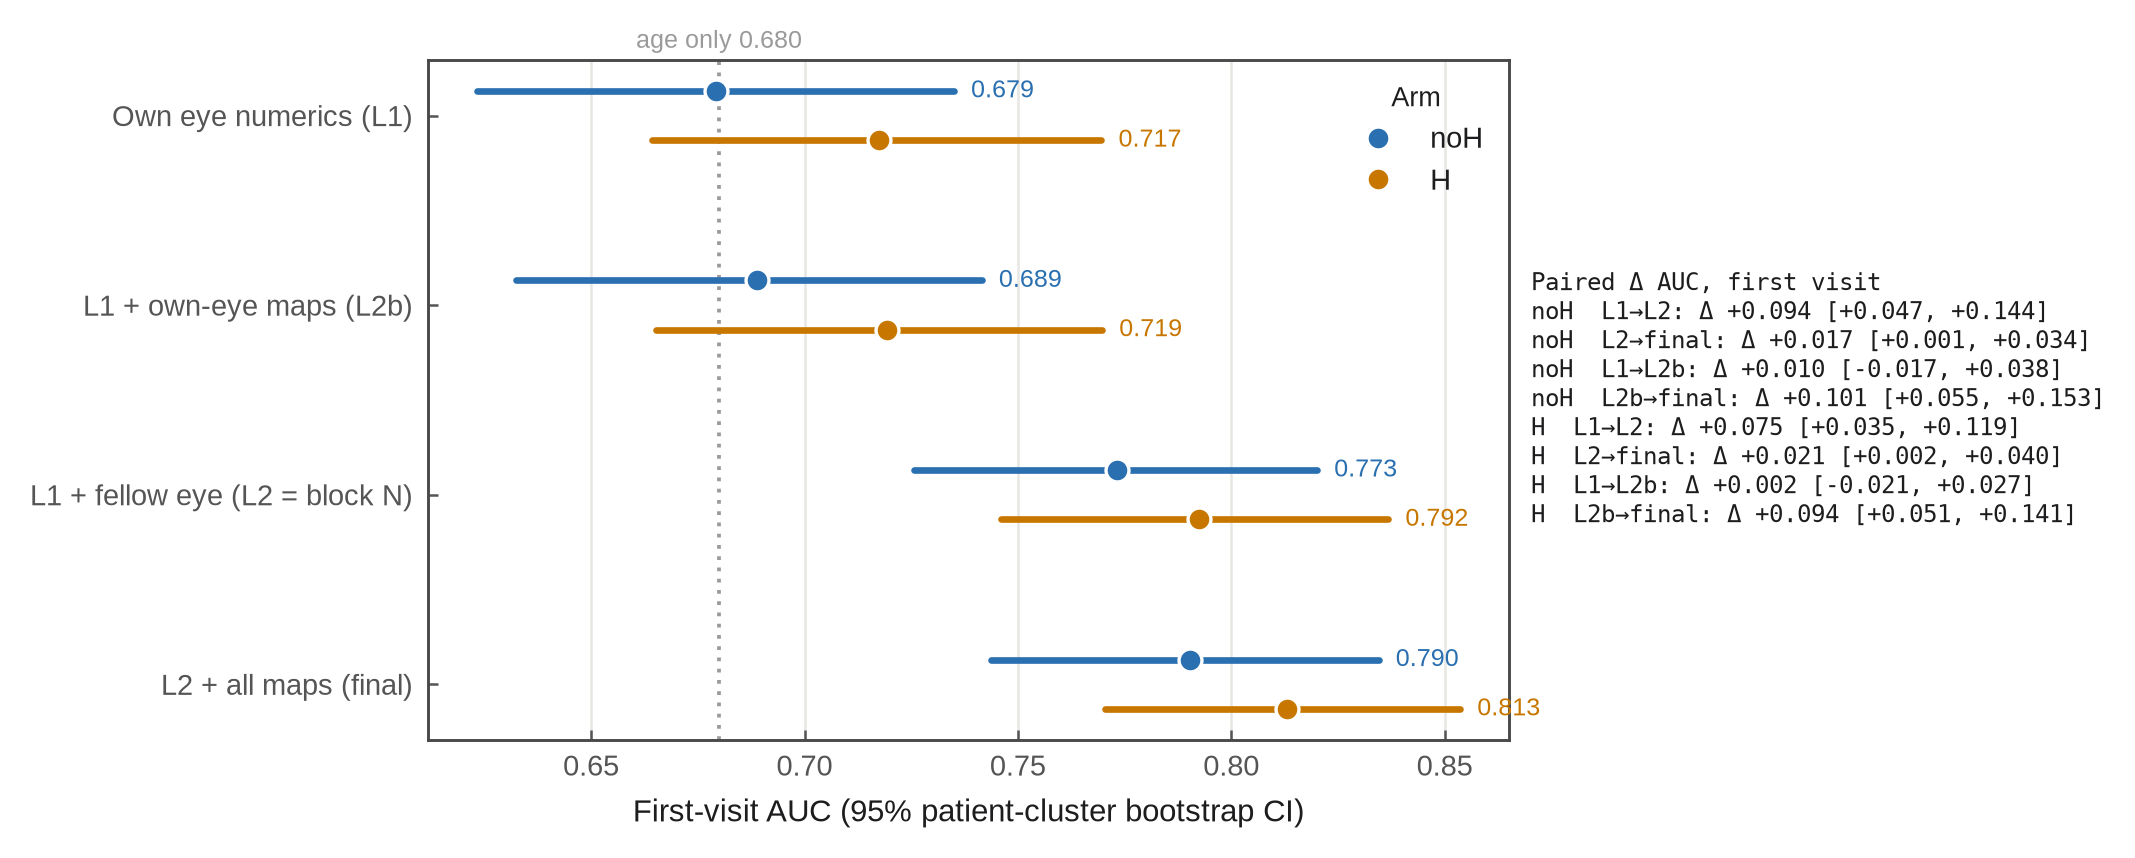 age only 0.680
Own eye numerics (L1)
0.679
0.717
Arm
noH
H
L1 + own-eye maps (L2b)
0.689
0.719
L1 + fellow eye (L2 = block N)
0.773
0.792
L2 + all maps (final)
0.790
0.813
0.65 0.70 0.75 0.80 0.85
First-visit AUC (95% patient-cluster bootstrap CI)
Paired Δ AUC, first visit
noH  L1→L2: Δ +0.094 [+0.047, +0.144]
noH  L2→final: Δ +0.017 [+0.001, +0.034]
noH  L1→L2b: Δ +0.010 [-0.017, +0.038]
noH  L2b→final: Δ +0.101 [+0.055, +0.153]
H  L1→L2: Δ +0.075 [+0.035, +0.119]
H  L2→final: Δ +0.021 [+0.002, +0.040]
H  L1→L2b: Δ +0.002 [-0.021, +0.027]
H  L2b→final: Δ +0.094 [+0.051, +0.141]